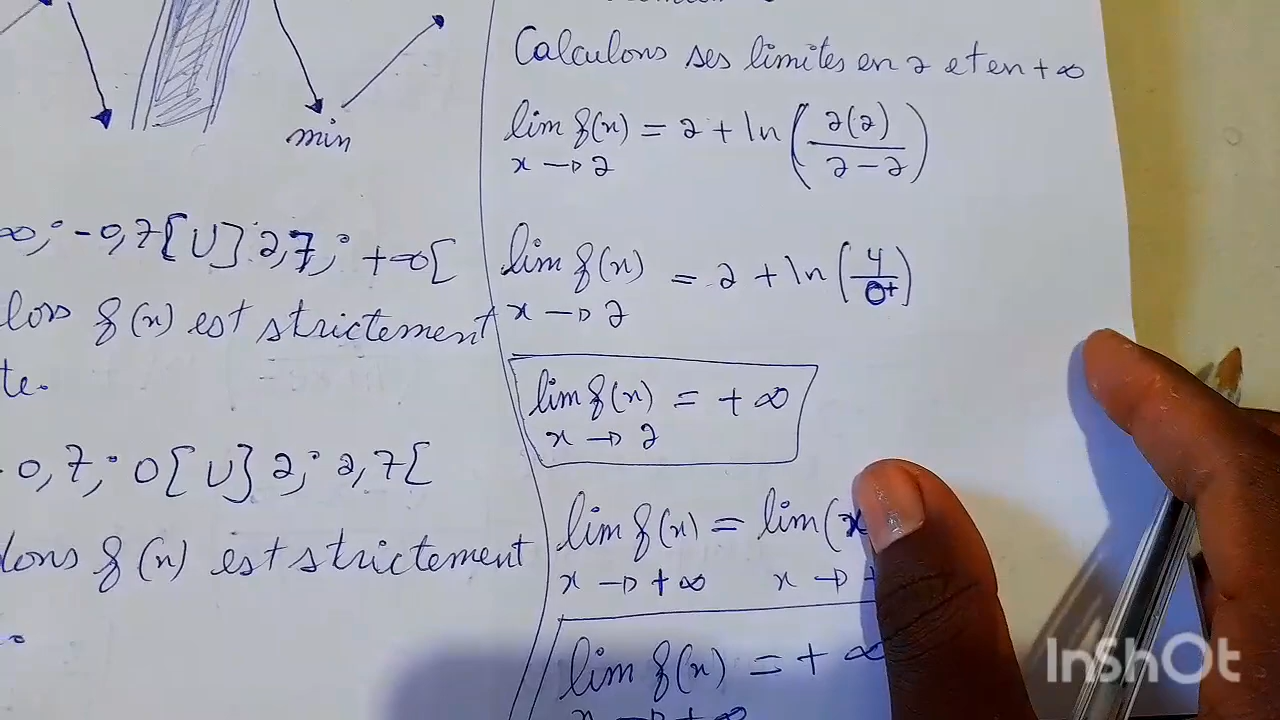 min
∞; -0,7[ U ] 2,7; +∞[
lors f(x) est strictement
te.
0,7; 0[ U ] 2; 2,7[
lons f(x) est strictement
Calculons ses limites en 2 et en +∞
lim f(x) = 2 + ln (2(2)/2-2)
x → 2
lim f(x) = 2 + ln (4/0+)
x → 2
lim f(x) = +∞
x → 2
lim f(x) = lim (x
x → +∞ x → +
lim f(x) = +∞
x → +∞
InShOt